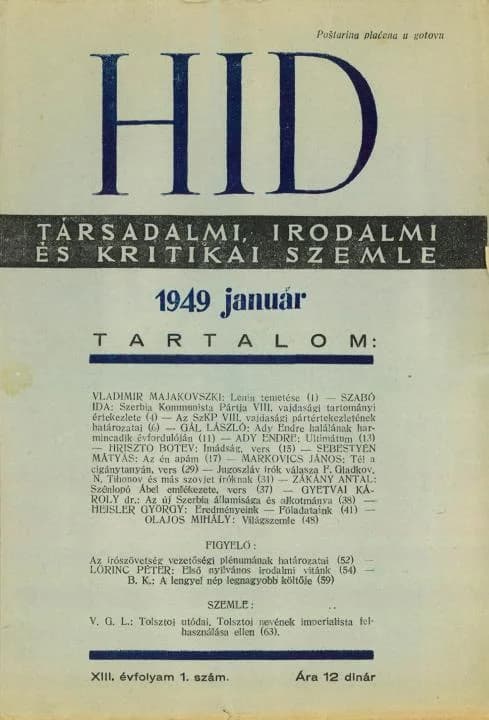 Poštarina plaćena u gotovu
HID
TÁRSADALMI, IRODALMI
ÉS KRITIKAI SZEMLE
1949 január
TARTALOM:
VLADIMIR MAJAKOVSZKI: Lenin temetése (1) — SZABÓ
IDA: Szerbia Kommunista Pártja VIII. vajdasági tartományi
értekezlete (4) — Az SzKP VIII. vajdasági pártértekezletének
határozatai (6) — GÁL LÁSZLÓ: Ady Endre halálának har-
mincadik évfordulóján (11) — ADY ENDRE: Ultimátum (13)
— HRISZTO BOTEV: Imádság, vers (15) — SEBESTYÉN
MÁTYÁS: Az én apám (17) — MARKOVICS JÁNOS: Tél a
cigánytanyán, vers (29) — Jugoszláv írók válasza F. Gladkov,
N. Tihonov és más szovjet íróknak (31) — ZÁKÁNY ANTAL:
Szénlopó Ábel emlékezete, vers (37) — GYETVAI KÁ-
ROLY dr.: Az új Szerbia államisága és alkotmánya (38) —
HEISLER GYÖRGY: Eredményeink — Föladataink (41) —
OLAJOS MIHÁLY: Világszemle (48)
FIGYELŐ:
Az írószövetség vezetőségi plénumának határozatai (52) —
LŐRINC PÉTER: Első nyilvános irodalmi vitánk (54) —
B. K.: A lengyel nép legnagyobb költője (59)
SZEMLE:
V. G. L.: Tolsztoj utódai, Tolsztoj nevének imperialista fel-
használása ellen (63).
XIII. évfolyam 1. szám. Ára 12 dinár